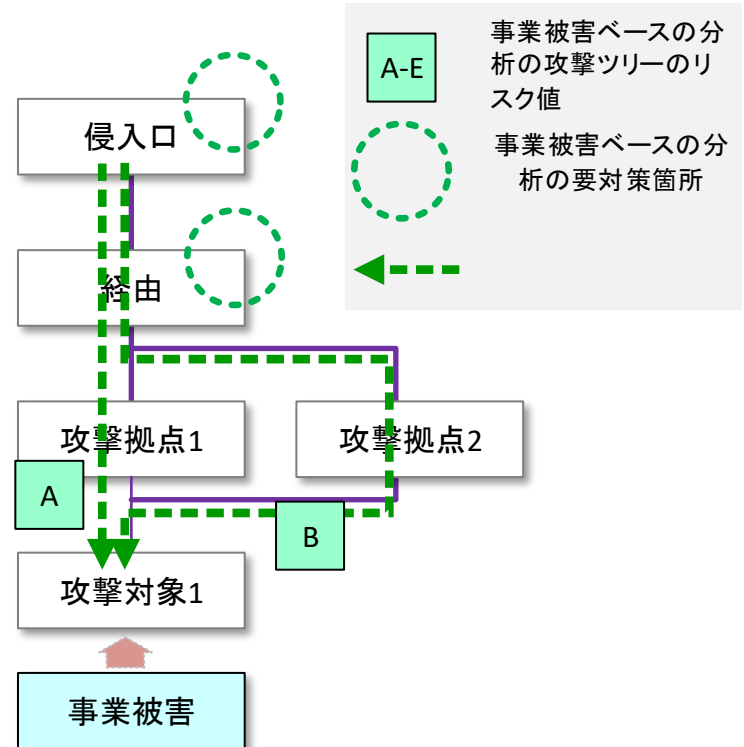 事業被害ベースの分
析の攻撃ツリーのリ
スク値
A-E
事業被害ベースの分
析の要対策箇所
侵入口
経由
攻撃拠点1
攻撃拠点2
A
B
攻撃対象1
事業被害